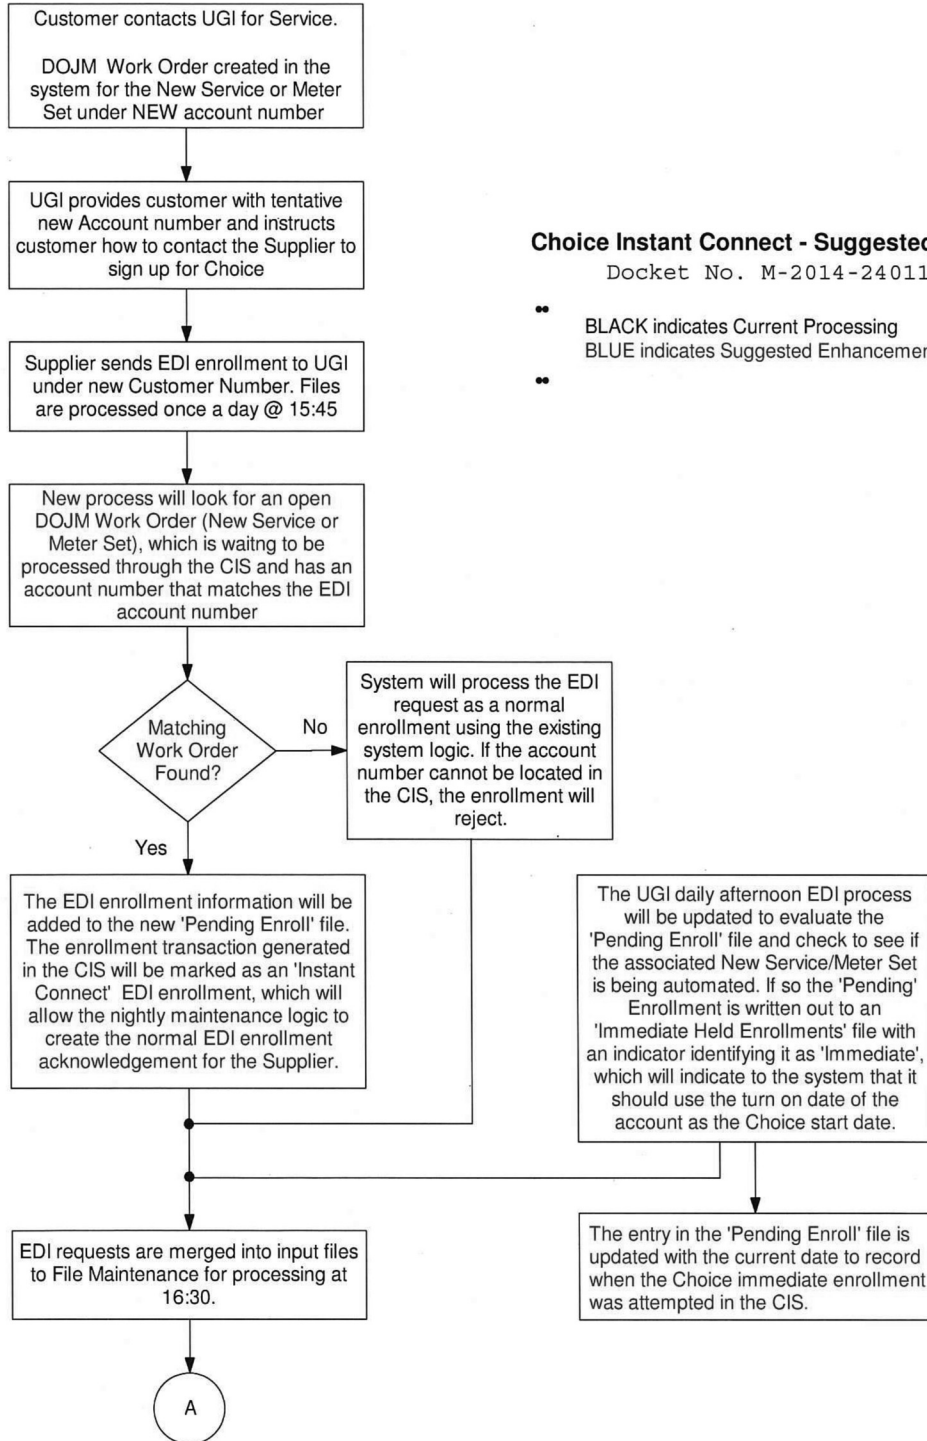 Customer contacts UGI for Service.
DOJM Work Order created in the
system for the New Service or Meter
Set under NEW account number
UGI provides customer with tentative
new Account number and instructs
customer how to contact the Supplier to
sign up for Choice
Choice Instant Connect - Suggested
Docket No. M-2014-24011
BLACK indicates Current Processing
BLUE indicates Suggested Enhancemen
Supplier sends EDI enrollment to UGI
under new Customer Number. Files
are processed once a day @ 15:45
New process will look for an open
DOJM Work Order (New Service or
Meter Set), which is waitng to be
processed through the CIS and has an
account number that matches the EDI
account number
Matching
Work Order
Found?
No
System will process the EDI
request as a normal
enrollment using the existing
system logic. If the account
number cannot be located in
the CIS, the enrollment will
reject.
Yes
The EDI enrollment information will be
added to the new 'Pending Enroll' file.
The enrollment transaction generated
in the CIS will be marked as an 'Instant
Connect' EDI enrollment, which will
allow the nightly maintenance logic to
create the normal EDI enrollment
acknowledgement for the Supplier.
The UGI daily afternoon EDI process
will be updated to evaluate the
'Pending Enroll' file and check to see if
the associated New Service/Meter Set
is being automated. If so the 'Pending'
Enrollment is written out to an
'Immediate Held Enrollments' file with
an indicator identifying it as 'Immediate',
which will indicate to the system that it
should use the turn on date of the
account as the Choice start date.
EDI requests are merged into input files
to File Maintenance for processing at
16:30.
The entry in the 'Pending Enroll' file is
updated with the current date to record
when the Choice immediate enrollment
was attempted in the CIS.
A